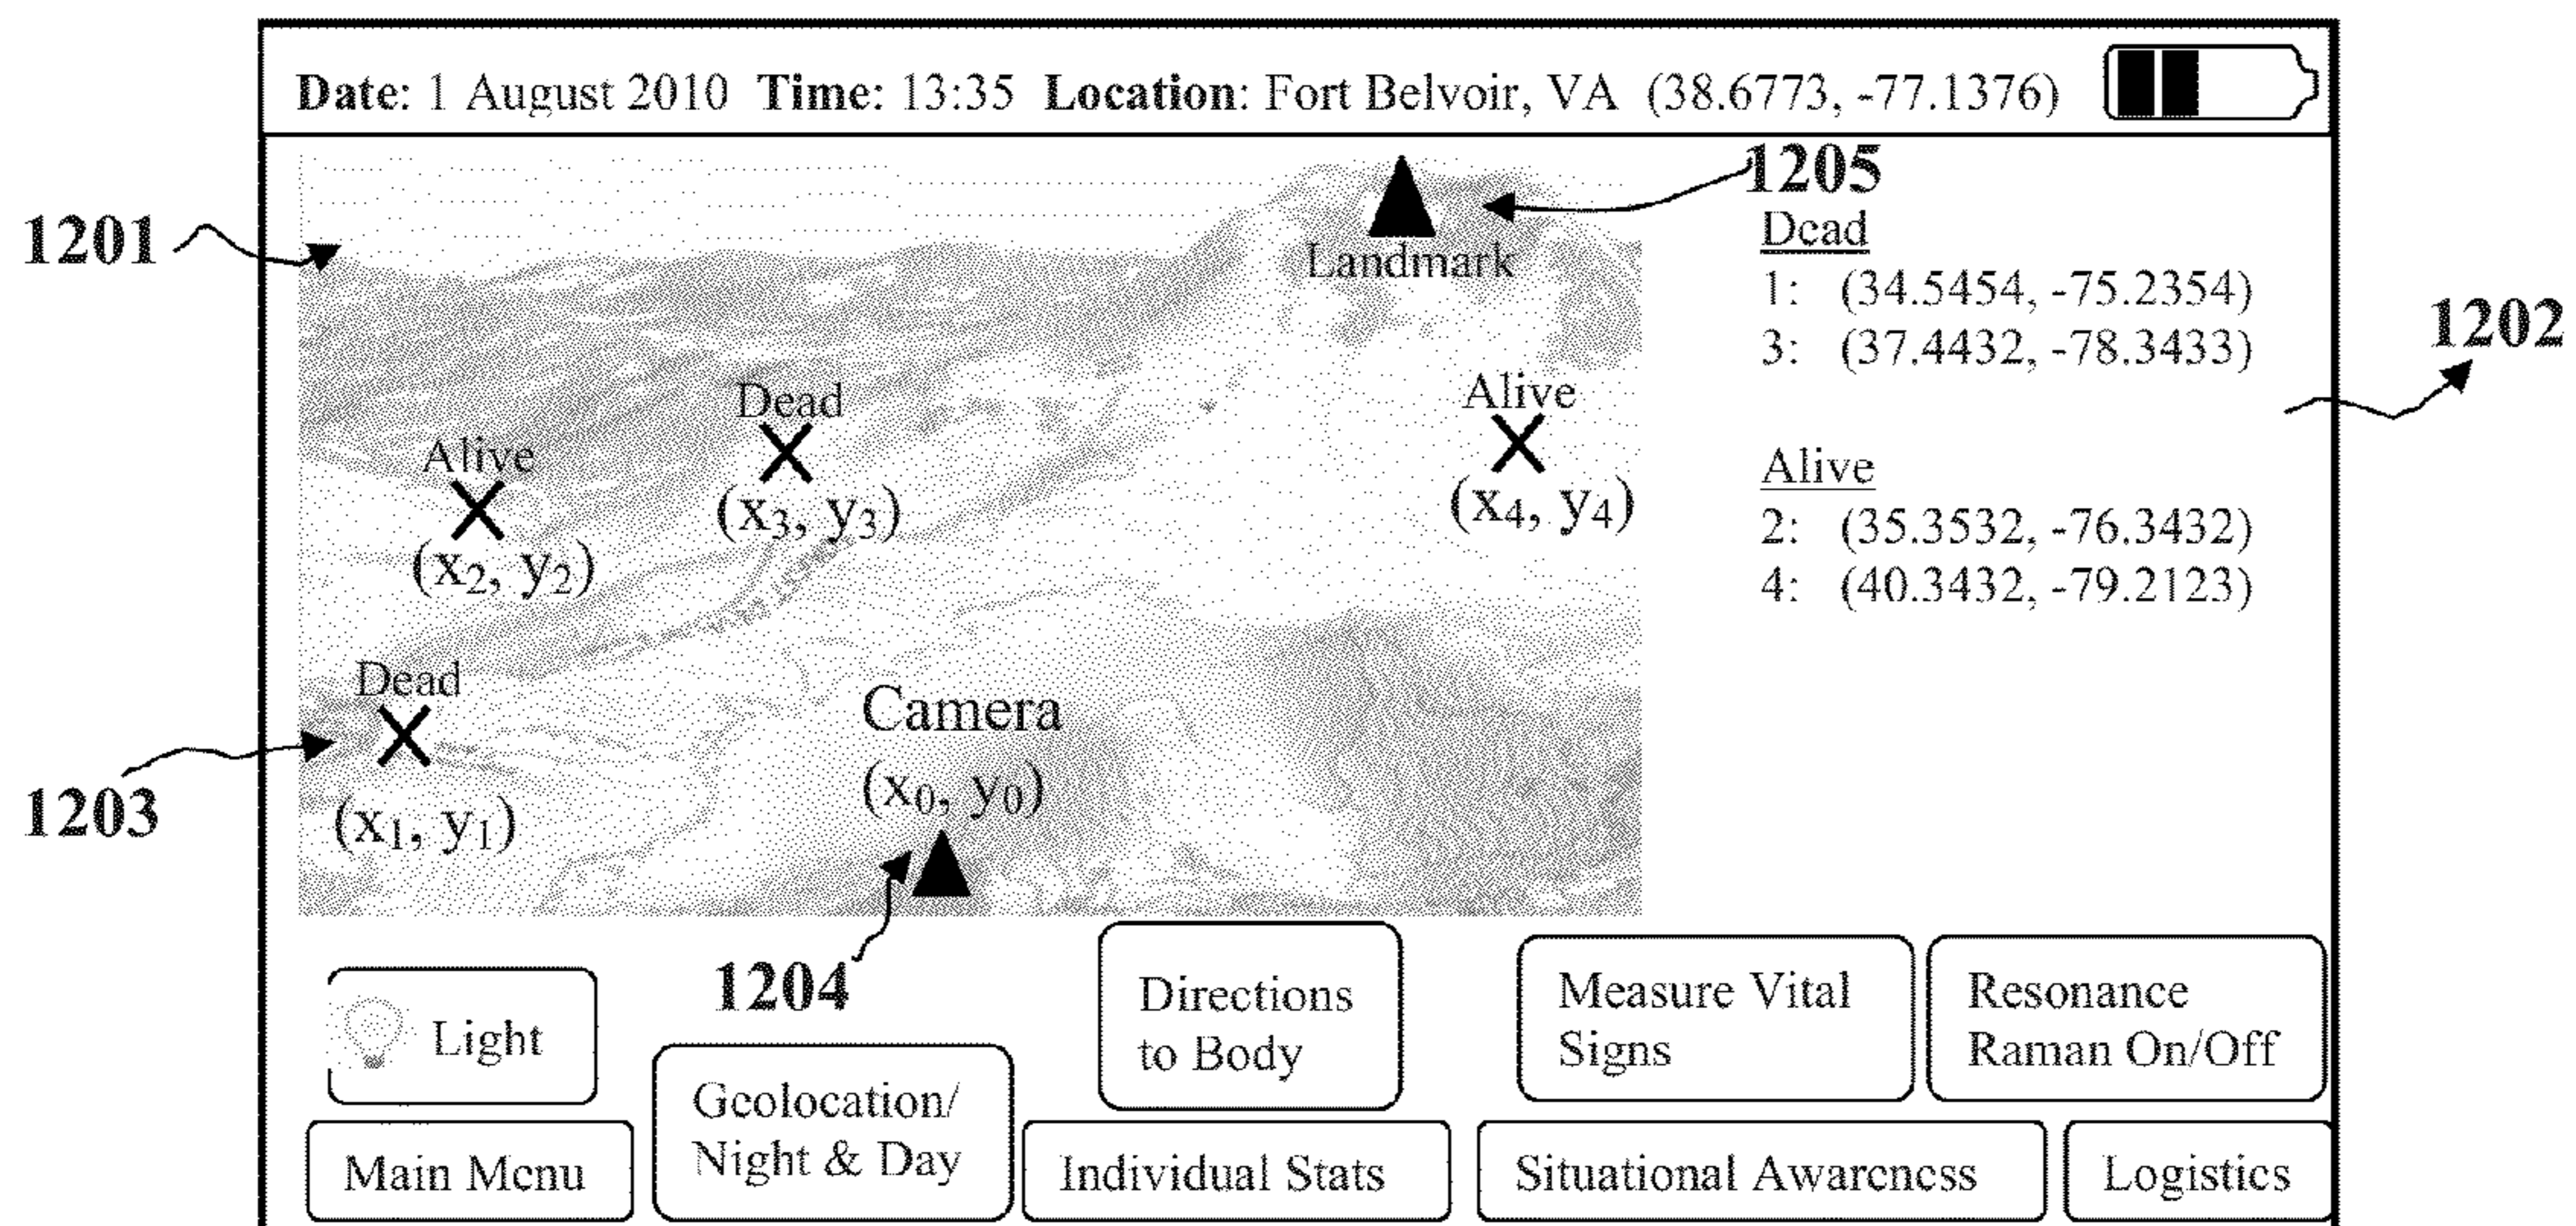 Date: 1 August 2010 Time: 13:35 Location: Fort Belvoir, VA (38.6773, -77.1376)
1205
1201
Landmark
Dead
1: (34.5454, -75.2354)
3: (37.4432, -78.3433)
1202
Alive
2: (35.3532, -76.3432)
4: (40.3432, -79.2123)
Dead
(x3, y3)
Alive
(x4, y4)
Alive
(x2, y2)
Dead
(x1, y1)
1203
Camera
(x0, y0)
1204
Light
Geolocation/
Night & Day
Directions
to Body
Measure Vital
Signs
Resonance
Raman On/Off
Main Menu
Individual Stats
Situational Awareness
Logistics